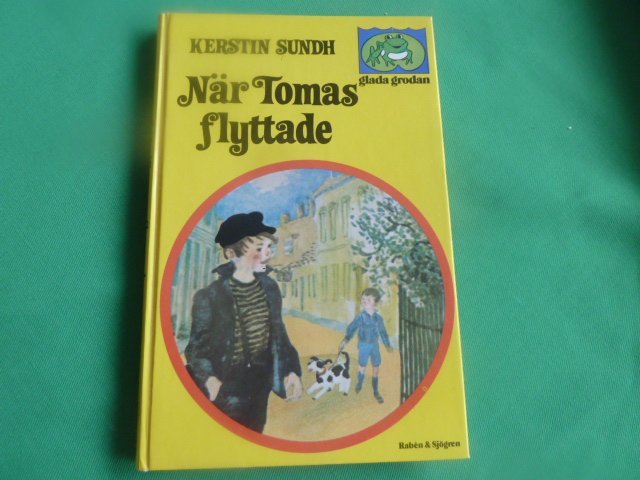 KERSTIN SUNDH
glada grodan
När Tomas
flyttade
Rabén & Sjögren